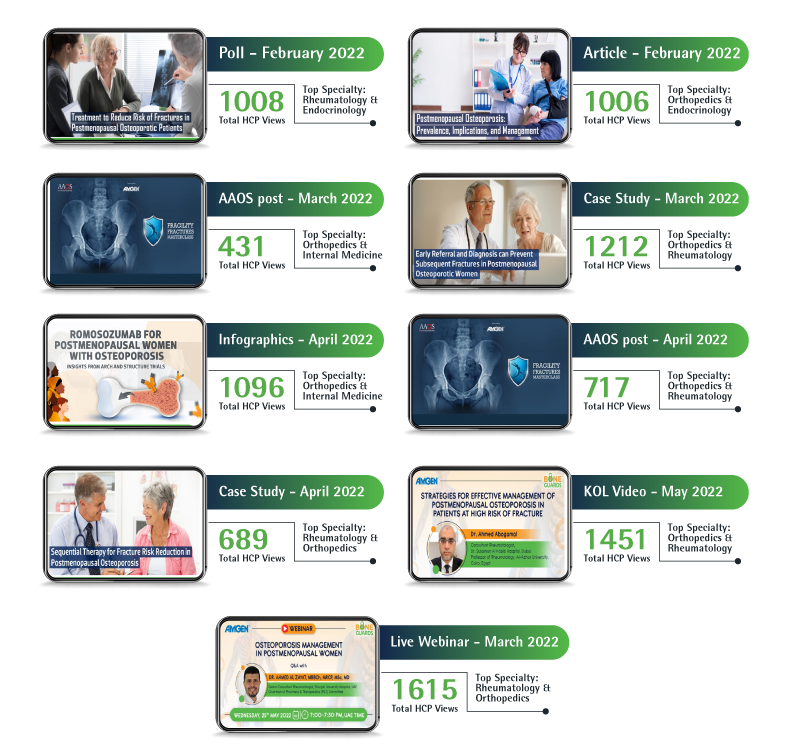 Poll - February 2022
1008
Total HCP Views
Top Specialty:
Rheumatology &
Endocrinology
Treatment to Reduce Risk of Fractures in
Postmenopausal Osteoporotic Patients
Article - February 2022
1006
Total HCP Views
Top Specialty:
Orthopedics &
Endocrinology
Postmenopausal Osteoporosis:
Prevalence, Implications, and Management
AAOS post - March 2022
431
Total HCP Views
Top Specialty:
Orthopedics &
Internal Medicine
AAOS
AMGEN
FRAGILITY
FRACTURES
MASTERCLASS
Case Study - March 2022
1212
Total HCP Views
Top Specialty:
Orthopedics &
Rheumatology
Early Referral and Diagnosis can Prevent
Subsequent Fractures in Postmenopausal
Osteoporotic Women
Infographics - April 2022
1096
Total HCP Views
Top Specialty:
Orthopedics &
Internal Medicine
ROMOSOZUMAB FOR
POSTMENOPAUSAL WOMEN
WITH OSTEOPOROSIS
INSIGHTS FROM ARCH AND STRUCTURE TRIALS
AAOS post - April 2022
717
Total HCP Views
Top Specialty:
Orthopedics &
Rheumatology
AAOS
AMGEN
FRAGILITY
FRACTURES
MASTERCLASS
Case Study - April 2022
689
Total HCP Views
Top Specialty:
Rheumatology &
Orthopedics
Sequential Therapy for Fracture Risk Reduction in
Postmenopausal Osteoporosis
KOL Video - May 2022
1451
Total HCP Views
Top Specialty:
Orthopedics &
Rheumatology
AMGEN
BONE
GUARDS
STRATEGIES FOR EFFECTIVE MANAGEMENT OF
POSTMENOPAUSAL OSTEOPOROSIS IN
PATIENTS AT HIGH RISK OF FRACTURE
Dr. Ahmed Abogamal
Consultant Rheumatologist,
Dr. Sulaiman Al Habib Hospital, Dubai
Professor of Rheumatology, Al-Azhar University,
Cairo, Egypt
Live Webinar - March 2022
1615
Total HCP Views
Top Specialty:
Rheumatology &
Orthopedics
AMGEN
WEBINAR
BONE
GUARDS
OSTEOPOROSIS MANAGEMENT
IN POSTMENOPAUSAL WOMEN
Q&A with
WEDNESDAY, 25TH MAY 2022
7:00-7:30 PM, UAE TIME